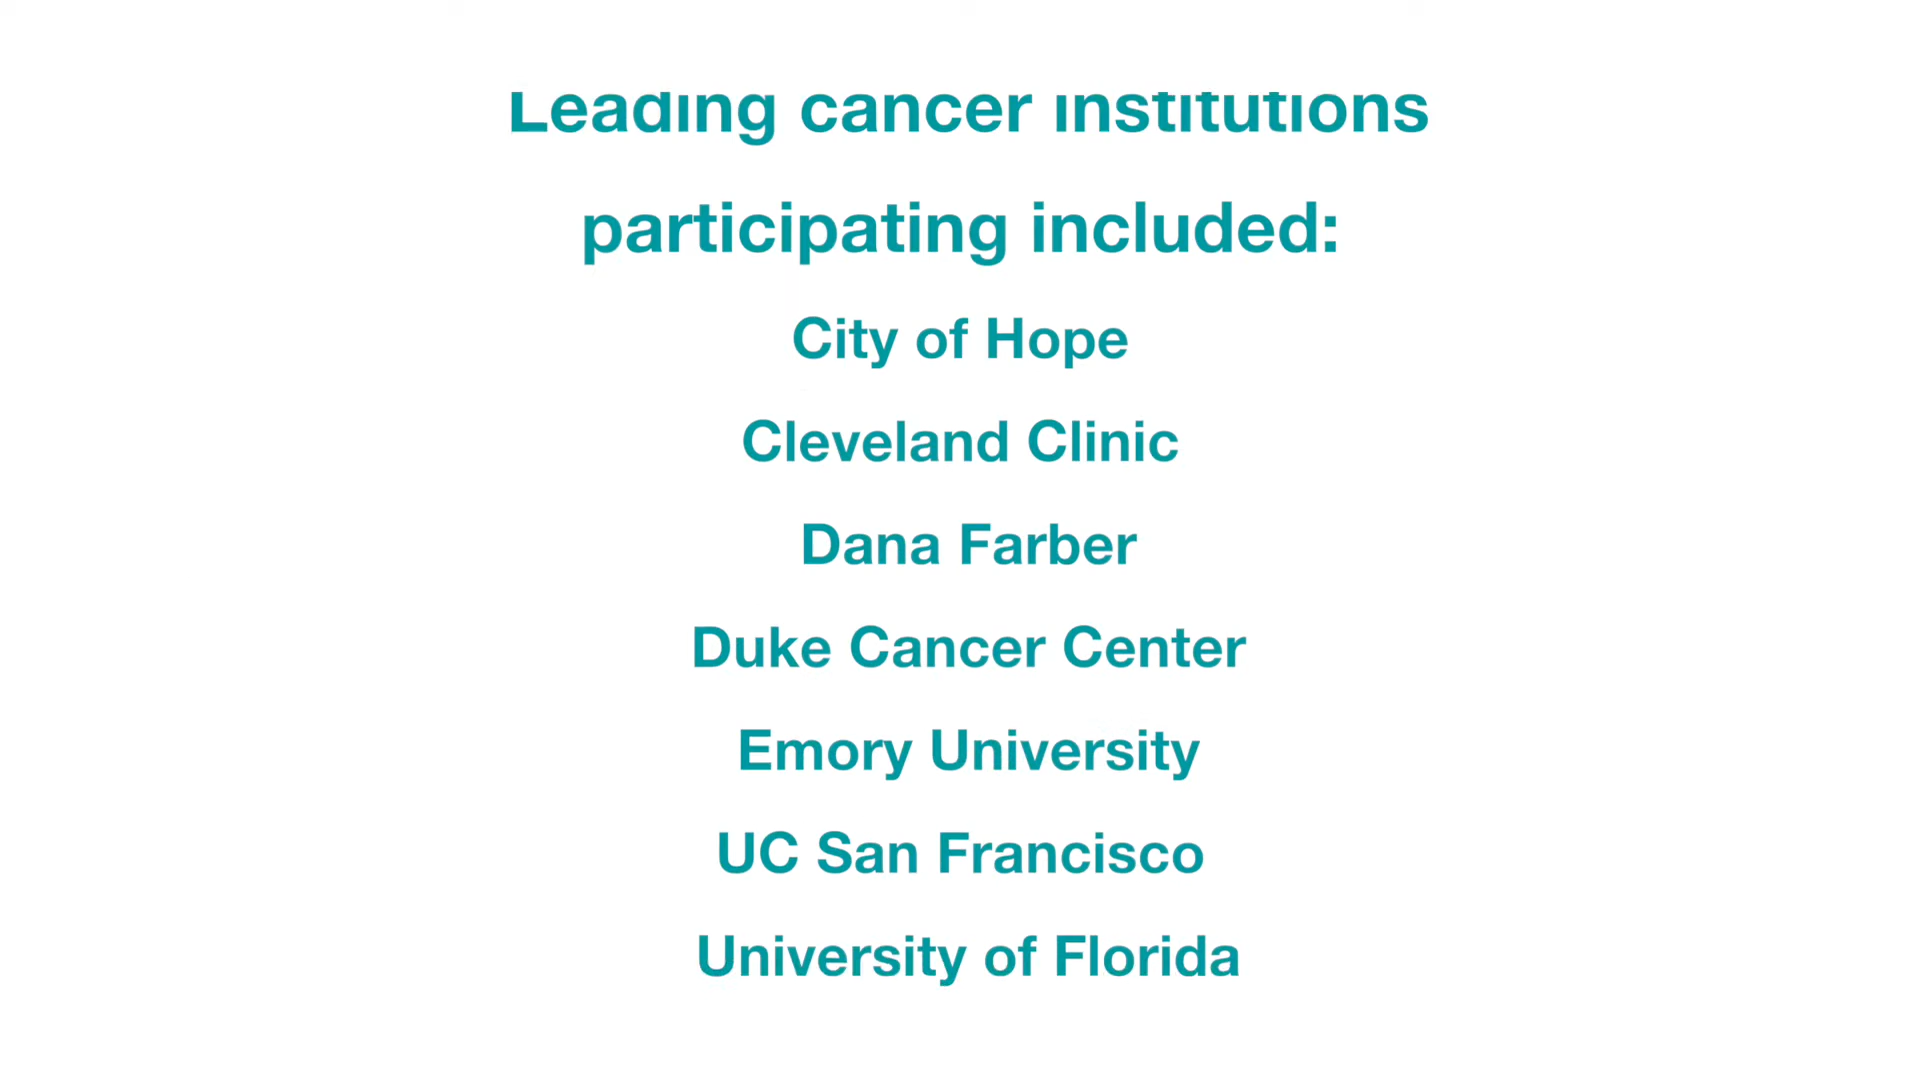 Leading cancer institutions
participating included:
City of Hope
Cleveland Clinic
Dana Farber
Duke Cancer Center
Emory University
UC San Francisco
University of Florida